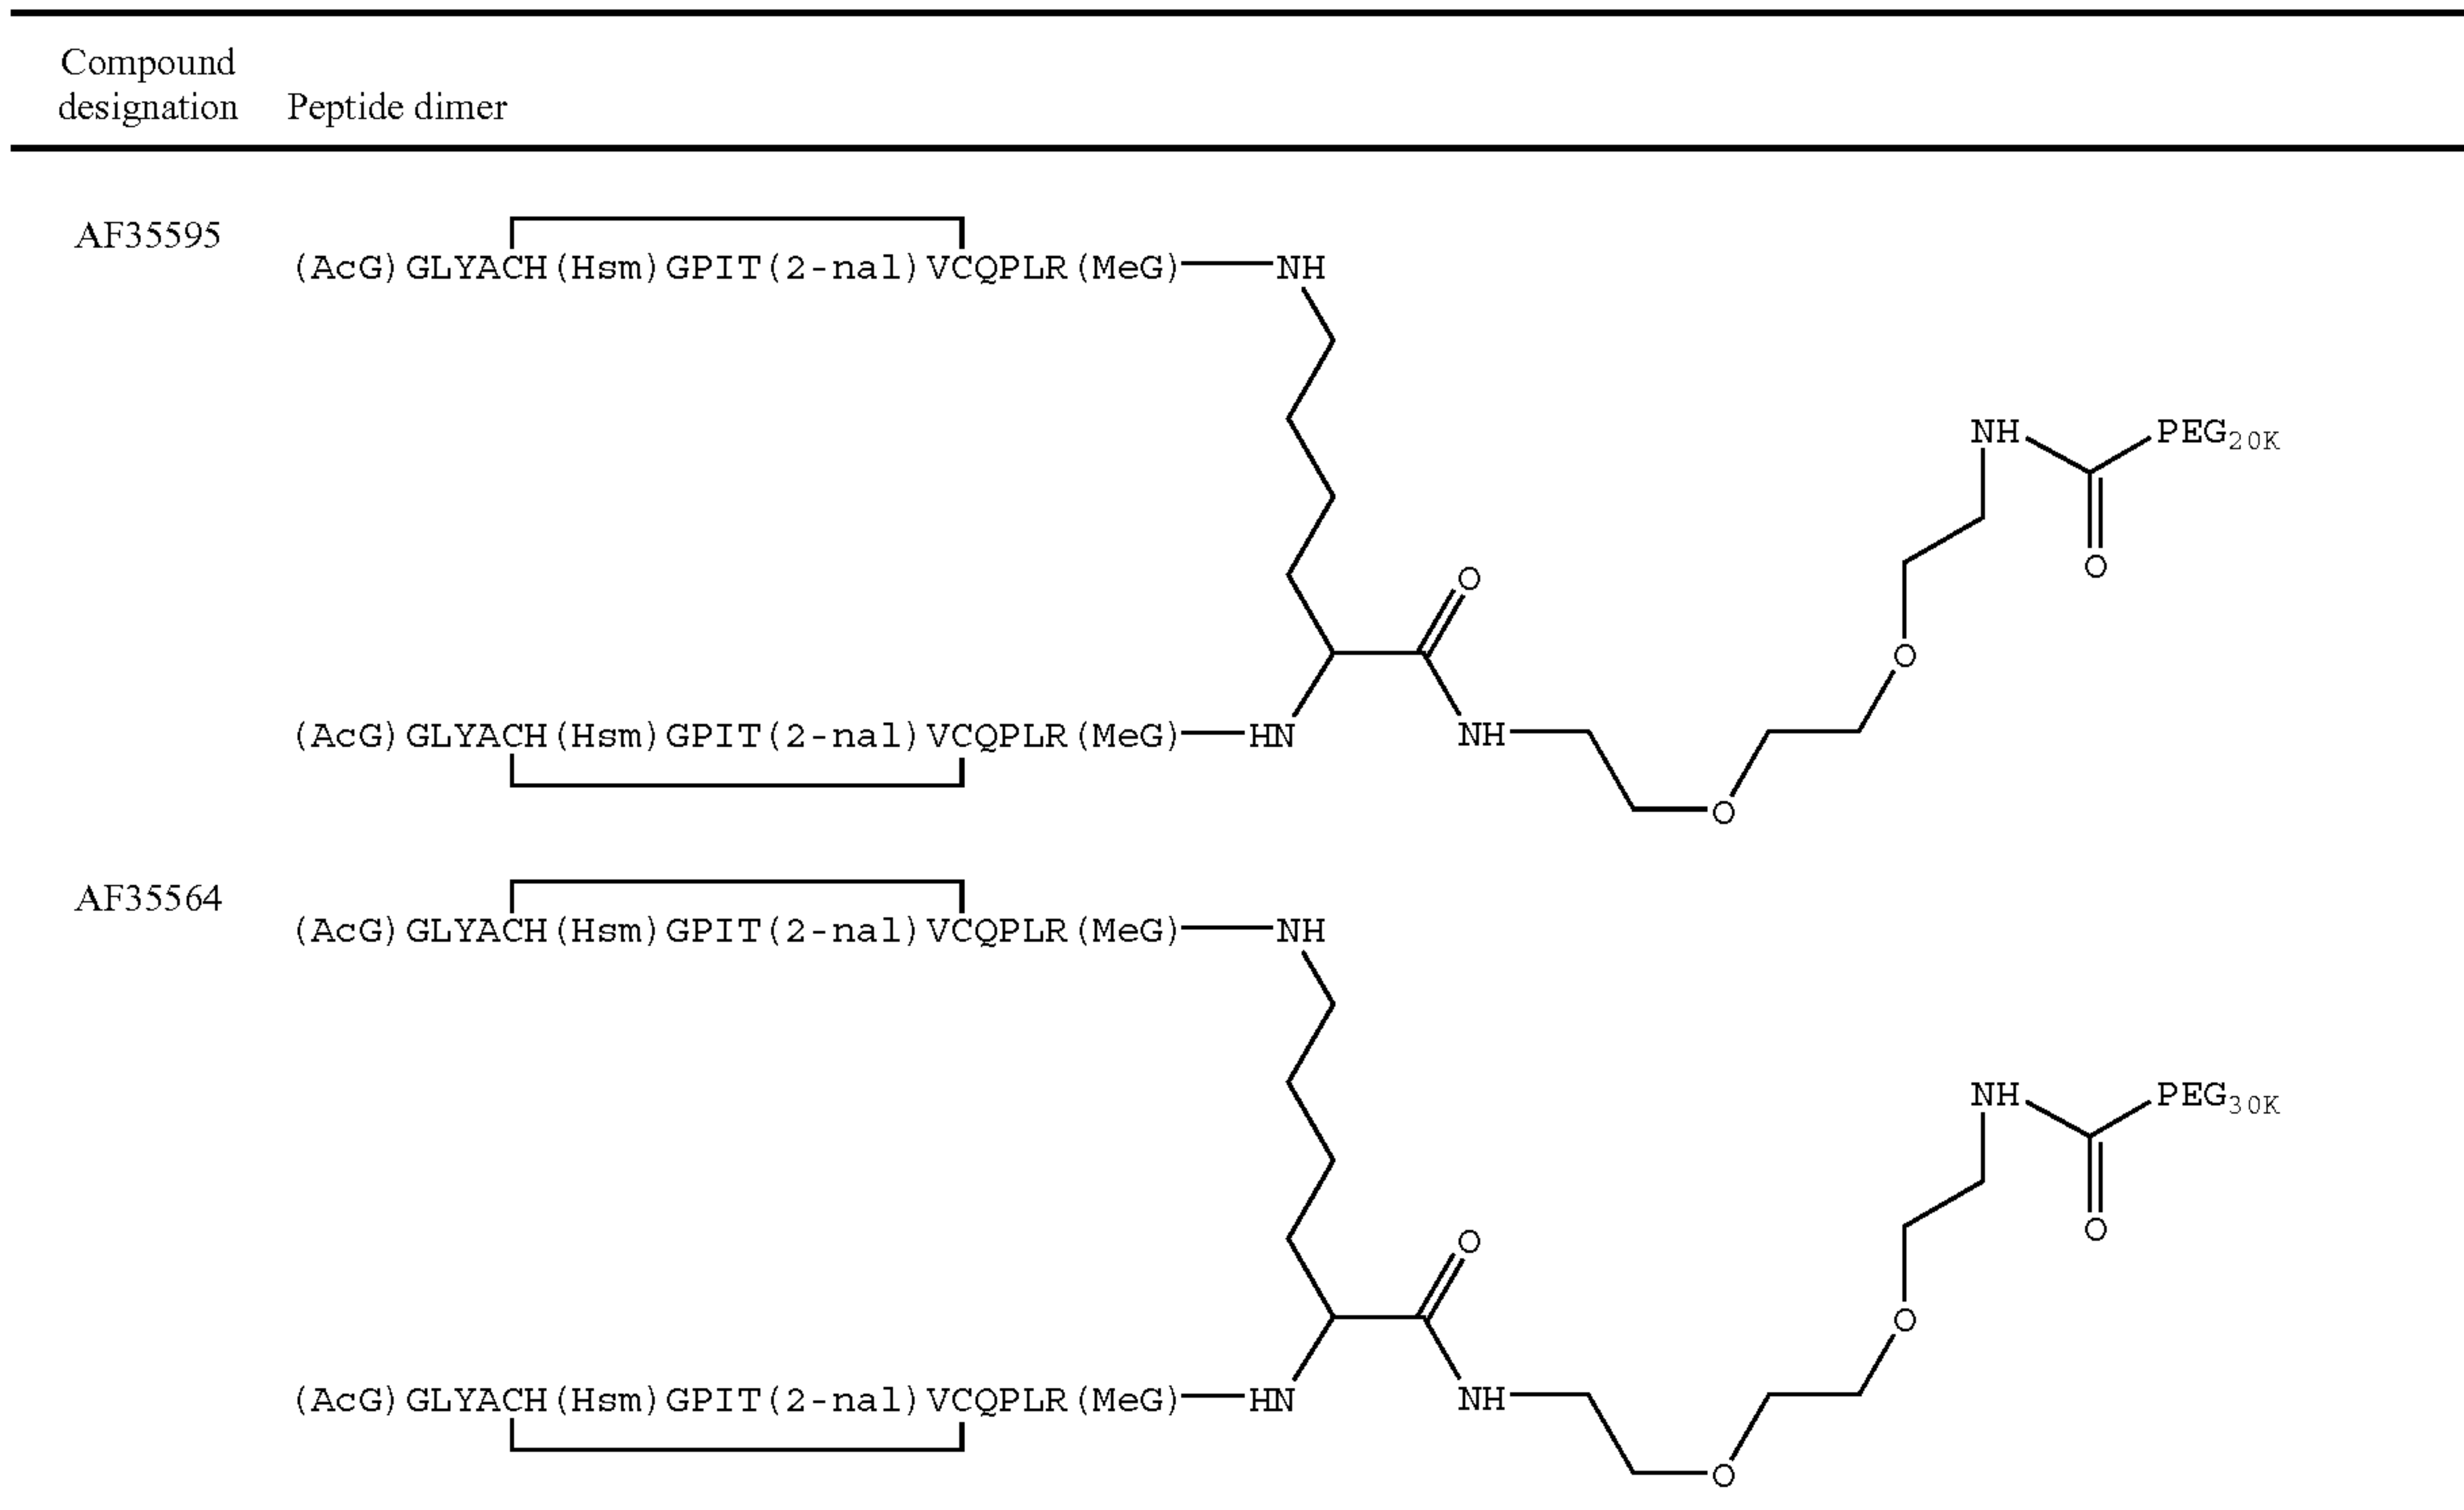 Compound
designation Peptide dimer
AF35595
(AcG)GLYACH(Hsm)GPIT(2-nal)VCQPLR(MeG) NH
NH PEG20K
O
O
O
(AcG)GLYACH(Hsm)GPIT(2-nal)VCQPLR(MeG) HN NH
O
AF35564
(AcG)GLYACH(Hsm)GPIT(2-nal)VCQPLR(MeG) NH
NH PEG30K
O
O
O
(AcG)GLYACH(Hsm)GPIT(2-nal)VCQPLR(MeG) HN NH
O